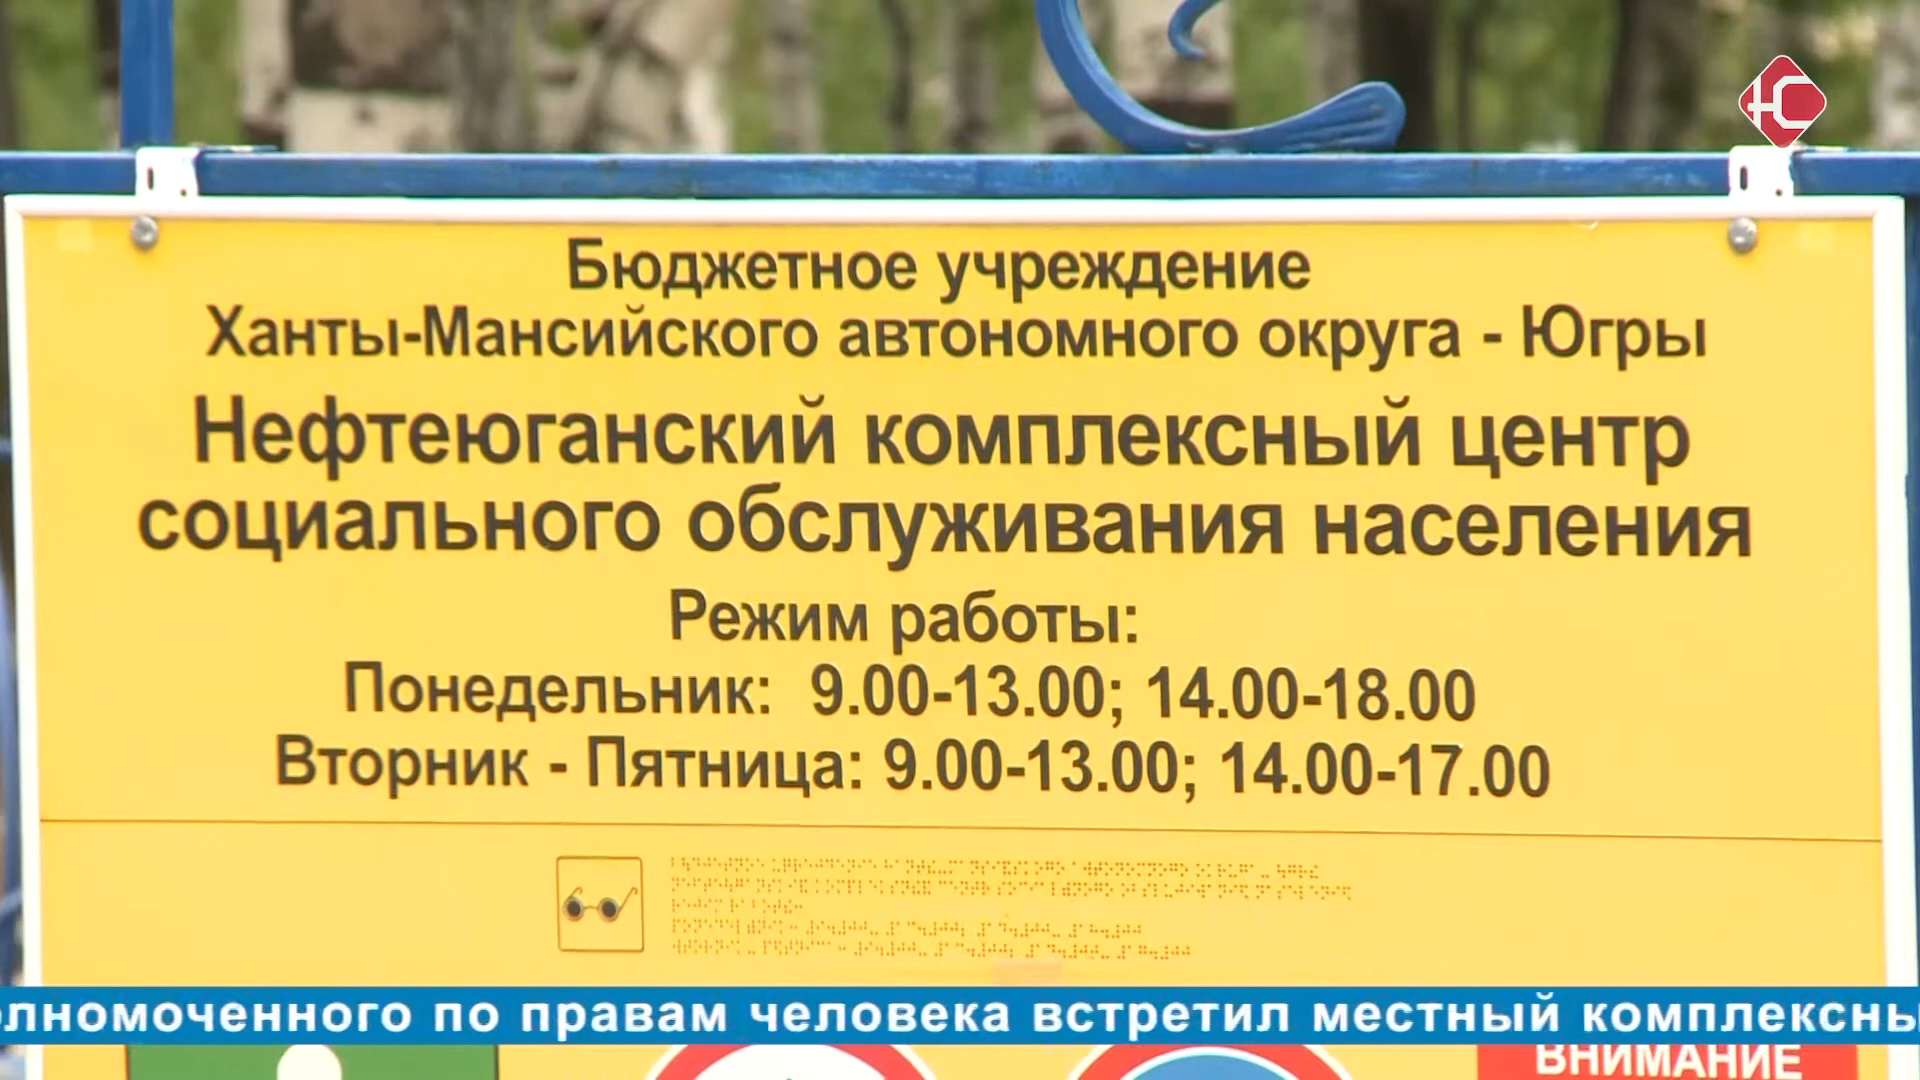 ЮС
Бюджетное учреждение
Ханты-Мансийского автономного округа - Югры
Нефтеюганский комплексный центр
социального обслуживания населения
Режим работы:
Понедельник: 9.00-13.00; 14.00-18.00
Вторник - Пятница: 9.00-13.00; 14.00-17.00
по правам человека встретил местный
ВНИМАНИЕ